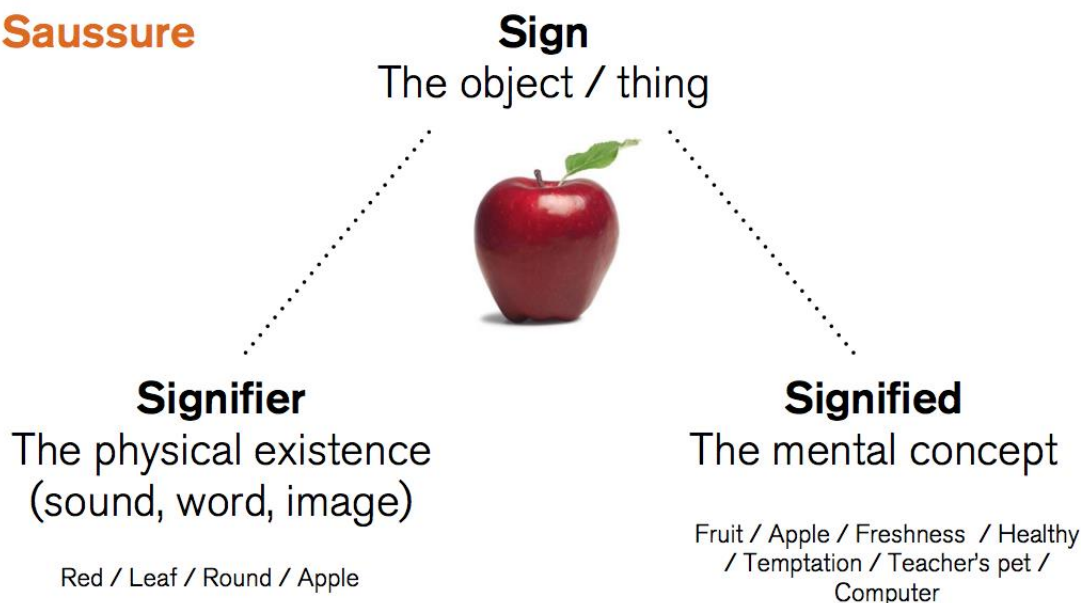 Saussure
Sign
The object / thing
Signifier
The physical existence
(sound, word, image)
Red / Leaf / Round / Apple
Signified
The mental concept
Fruit / Apple / Freshness / Healthy
/ Temptation / Teacher's pet /
Computer